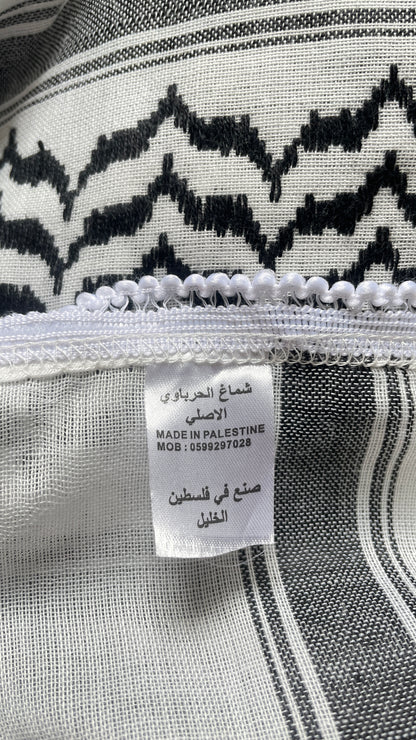 شماغ الحرباوي
الاصلي
MADE IN PALESTINE
MOB : 0599297028
صنع في فلسطين
الخليل